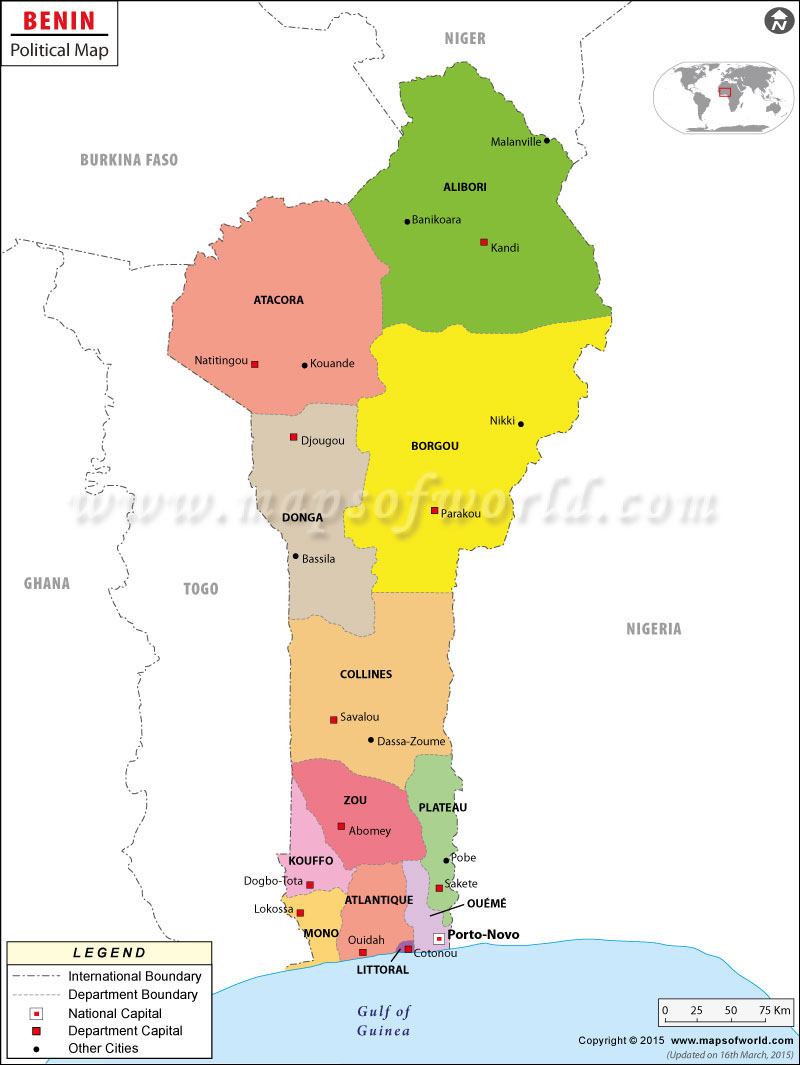 BENIN
Political Map
N
NIGER
BURKINA FASO
Malanville
ALIBORI
Banikoara
Kandi
ATACORA
Natitingou
Kouande
Nikki
Djougou
BORGOU
www.mapsofworld.com
Parakou
DONGA
Bassila
GHANA
TOGO
NIGERIA
COLLINES
Savalou
Dassa-Zoume
ZOU
PLATEAU
Abomey
KOUFFO
Pobe
Dogbo-Tota
Sakete
ATLANTIQUE
OUÉMÉ
Lokossa
MONO
Ouidah
Porto-Novo
Cotonou
LITTORAL
LEGEND
International Boundary
Department Boundary
National Capital
Department Capital
Other Cities
Gulf of
Guinea
0 25 50 75 Km
Copyright © 2015 www.mapsofworld.com
(Updated on 16th March, 2015)